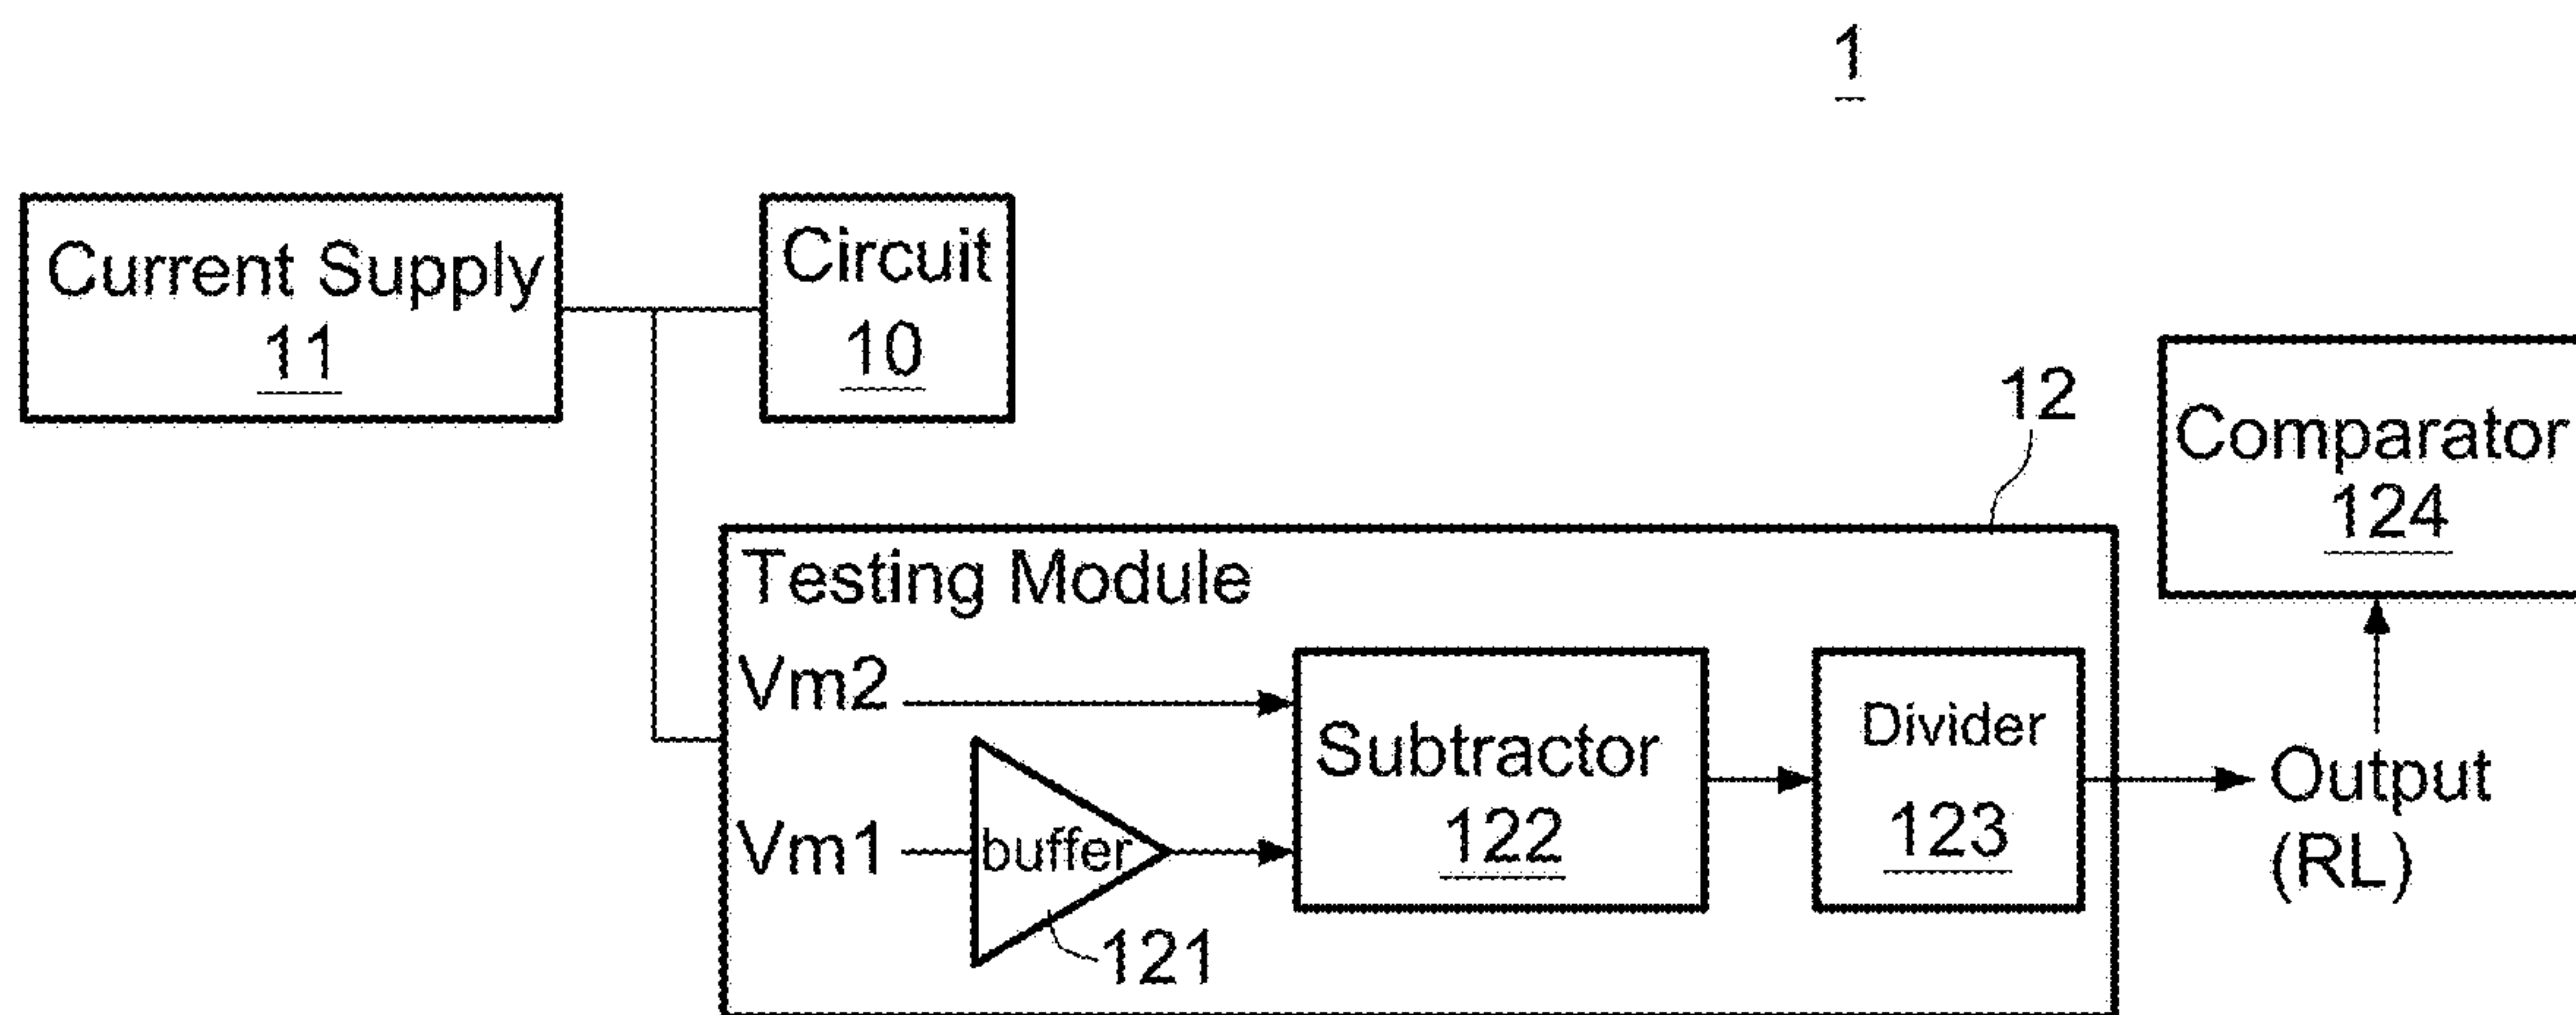 1
Current Supply
11
Circuit
10
12
Comparator
124
Testing Module
Vm2
Vm1
buffer
121
Subtractor
122
Divider
123
Output
(RL)